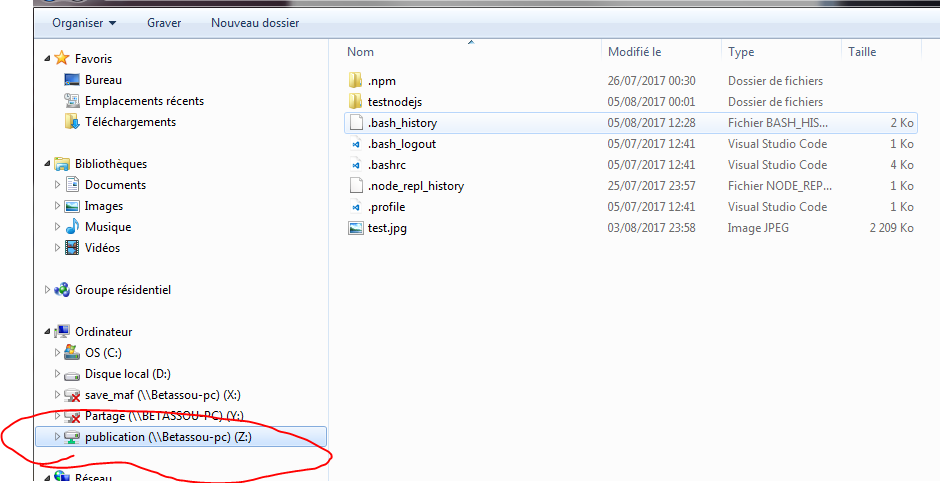 Organiser Graver Nouveau dossier
Favoris
Bureau
Emplacements récents
Téléchargements
Bibliothèques
Documents
Images
Musique
Vidéos
Groupe résidentiel
Ordinateur
OS (C:)
Disque local (D:)
save_maf (\\Betassou-pc) (X:)
Partage (\\BETASSOU-PC) (Y:)
publication (\\Betassou-pc) (Z:)
Réseau
Nom Modifié le Type Taille
.npm 26/07/2017 00:30 Dossier de fichiers
testnodejs 05/08/2017 00:01 Dossier de fichiers
.bash_history 05/08/2017 12:28 Fichier BASH_HIS... 2 Ko
.bash_logout 05/07/2017 12:41 Visual Studio Code 1 Ko
.bashrc 05/07/2017 12:41 Visual Studio Code 4 Ko
.node_repl_history 25/07/2017 23:57 Fichier NODE_REP... 1 Ko
.profile 05/07/2017 12:41 Visual Studio Code 1 Ko
test.jpg 03/08/2017 23:58 Image JPEG 2 209 Ko